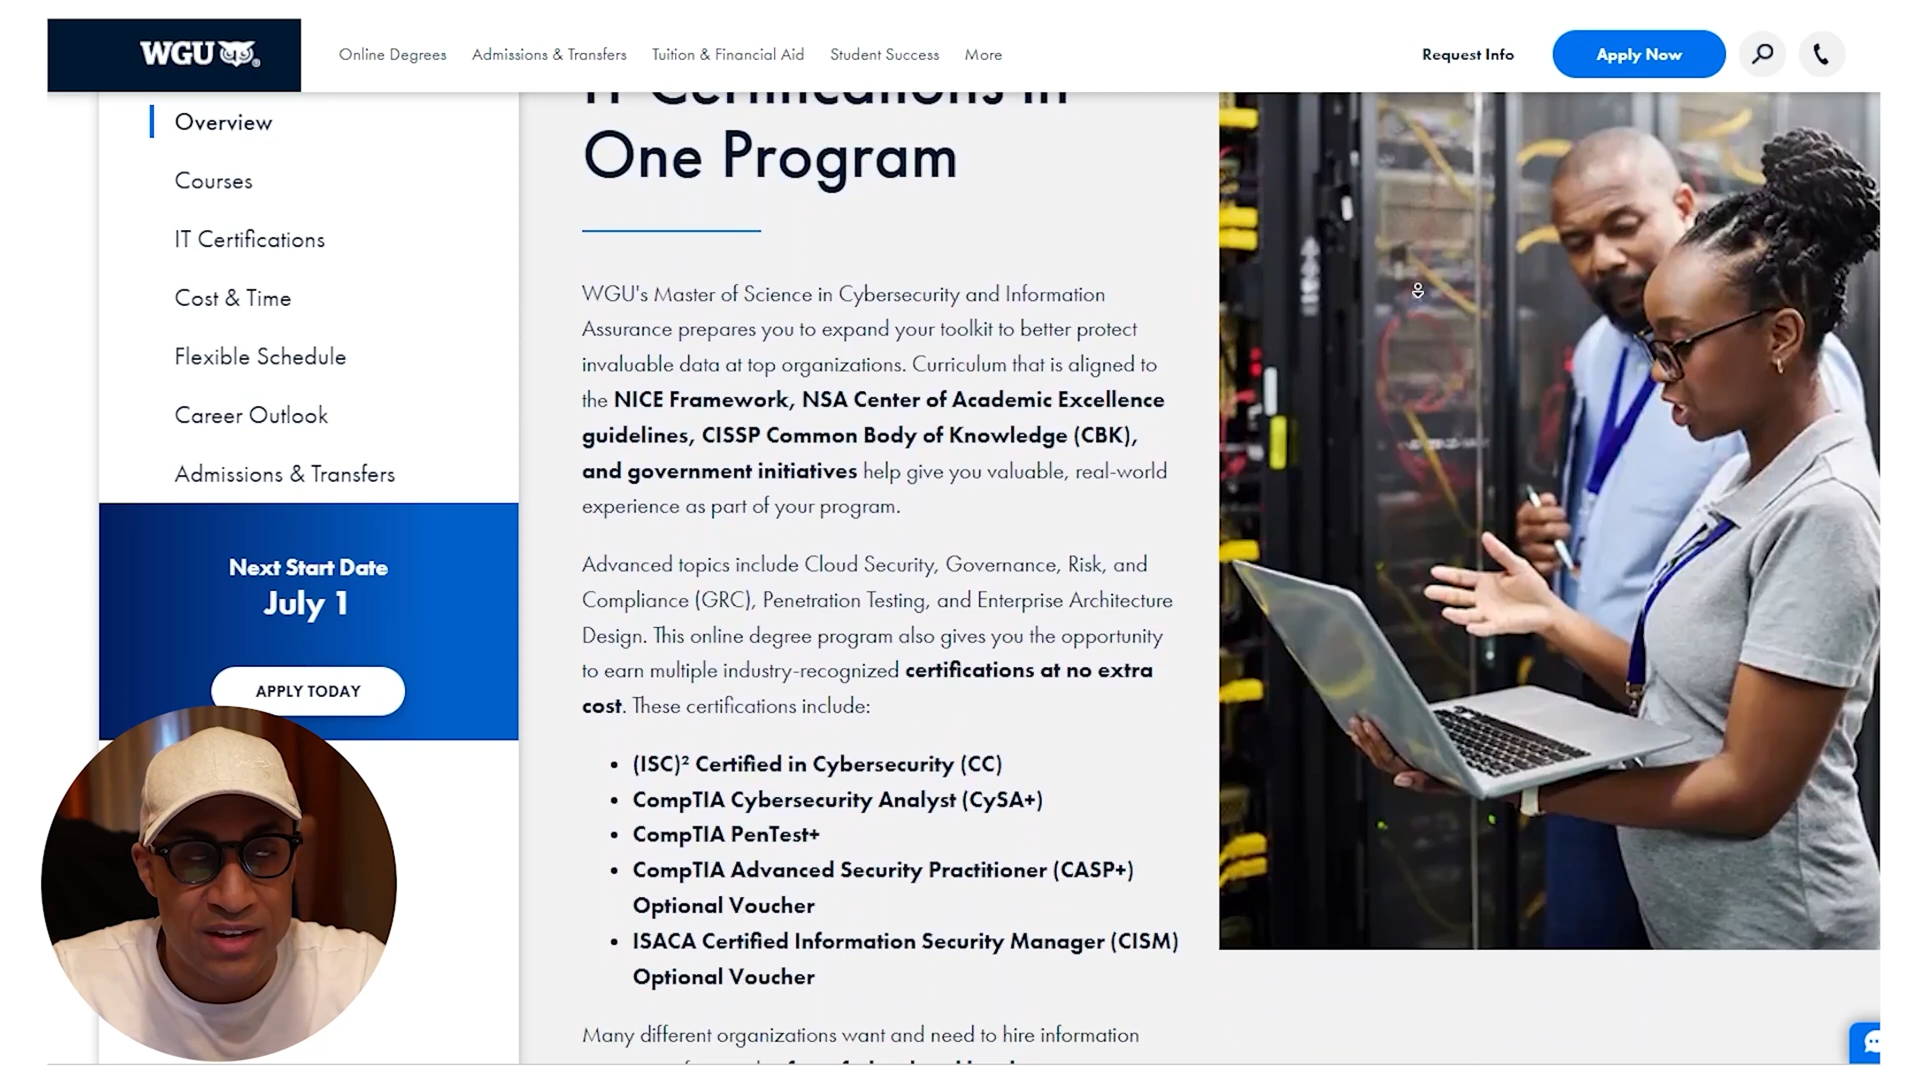 WGU
Online Degrees
Admissions & Transfers
Tuition & Financial Aid
Student Success
More
Request Info
Apply Now
Overview
Courses
IT Certifications
Cost & Time
Flexible Schedule
Career Outlook
Admissions & Transfers
Next Start Date
July 1
APPLY TODAY
IT Certifications in
One Program
WGU's Master of Science in Cybersecurity and Information
Assurance prepares you to expand your toolkit to better protect
invaluable data at top organizations. Curriculum that is aligned to
the NICE Framework, NSA Center of Academic Excellence
guidelines, CISSP Common Body of Knowledge (CBK),
and government initiatives help give you valuable, real-world
experience as part of your program.
Advanced topics include Cloud Security, Governance, Risk, and
Compliance (GRC), Penetration Testing, and Enterprise Architecture
Design. This online degree program also gives you the opportunity
to earn multiple industry-recognized certifications at no extra
cost. These certifications include:
• (ISC)² Certified in Cybersecurity (CC)
• CompTIA Cybersecurity Analyst (CySA+)
• CompTIA PenTest+
• CompTIA Advanced Security Practitioner (CASP+)
Optional Voucher
• ISACA Certified Information Security Manager (CISM)
Optional Voucher
Many different organizations want and need to hire information